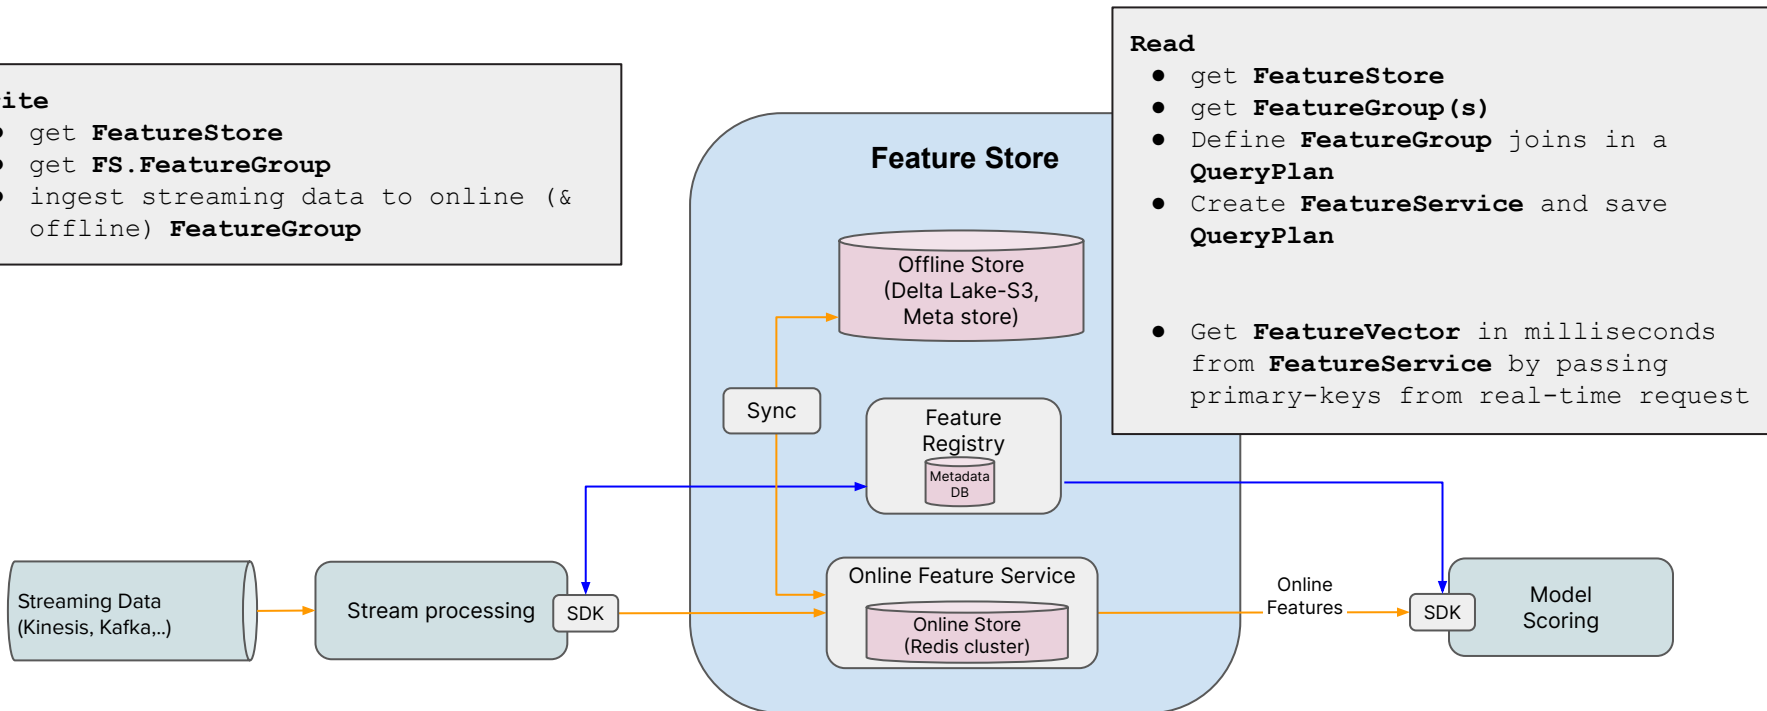 ite
● get FeatureStore
● get FS.FeatureGroup
● ingest streaming data to online (&
offline) FeatureGroup
Read
● get FeatureStore
● get FeatureGroup(s)
● Define FeatureGroup joins in a
QueryPlan
● Create FeatureService and save
QueryPlan
● Get FeatureVector in milliseconds
from FeatureService by passing
primary-keys from real-time request
Feature Store
Offline Store
(Delta Lake-S3,
Meta store)
Sync
Feature
Registry
Metadata
DB
Streaming Data
(Kinesis, Kafka,..)
Stream processing
SDK
Online Feature Service
Online Store
(Redis cluster)
Online
Features
SDK
Model
Scoring